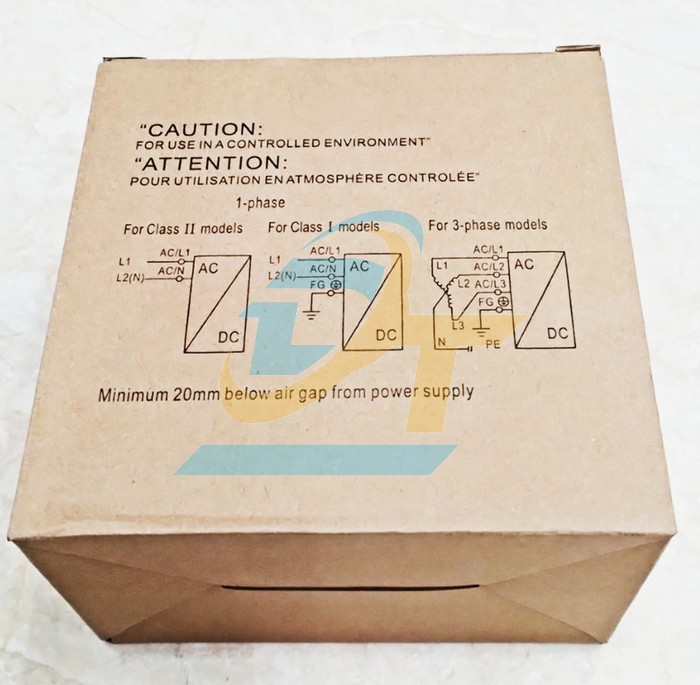 "CAUTION:
FOR USE IN A CONTROLLED ENVIRONMENT"
"ATTENTION:
POUR UTILISATION EN ATMOSPHÈRE CONTROLÉE"
1-phase
For Class II models
L1 AC/L1
L2(N) AC/N
AC
DC
For Class I models
L1 AC/L1
L2(N) AC/N
FG
AC
DC
For 3-phase models
L1 AC/L1
L2 AC/L2
AC/L3
FG
L3
N
PE
AC
DC
Minimum 20mm below air gap from power supply
DT